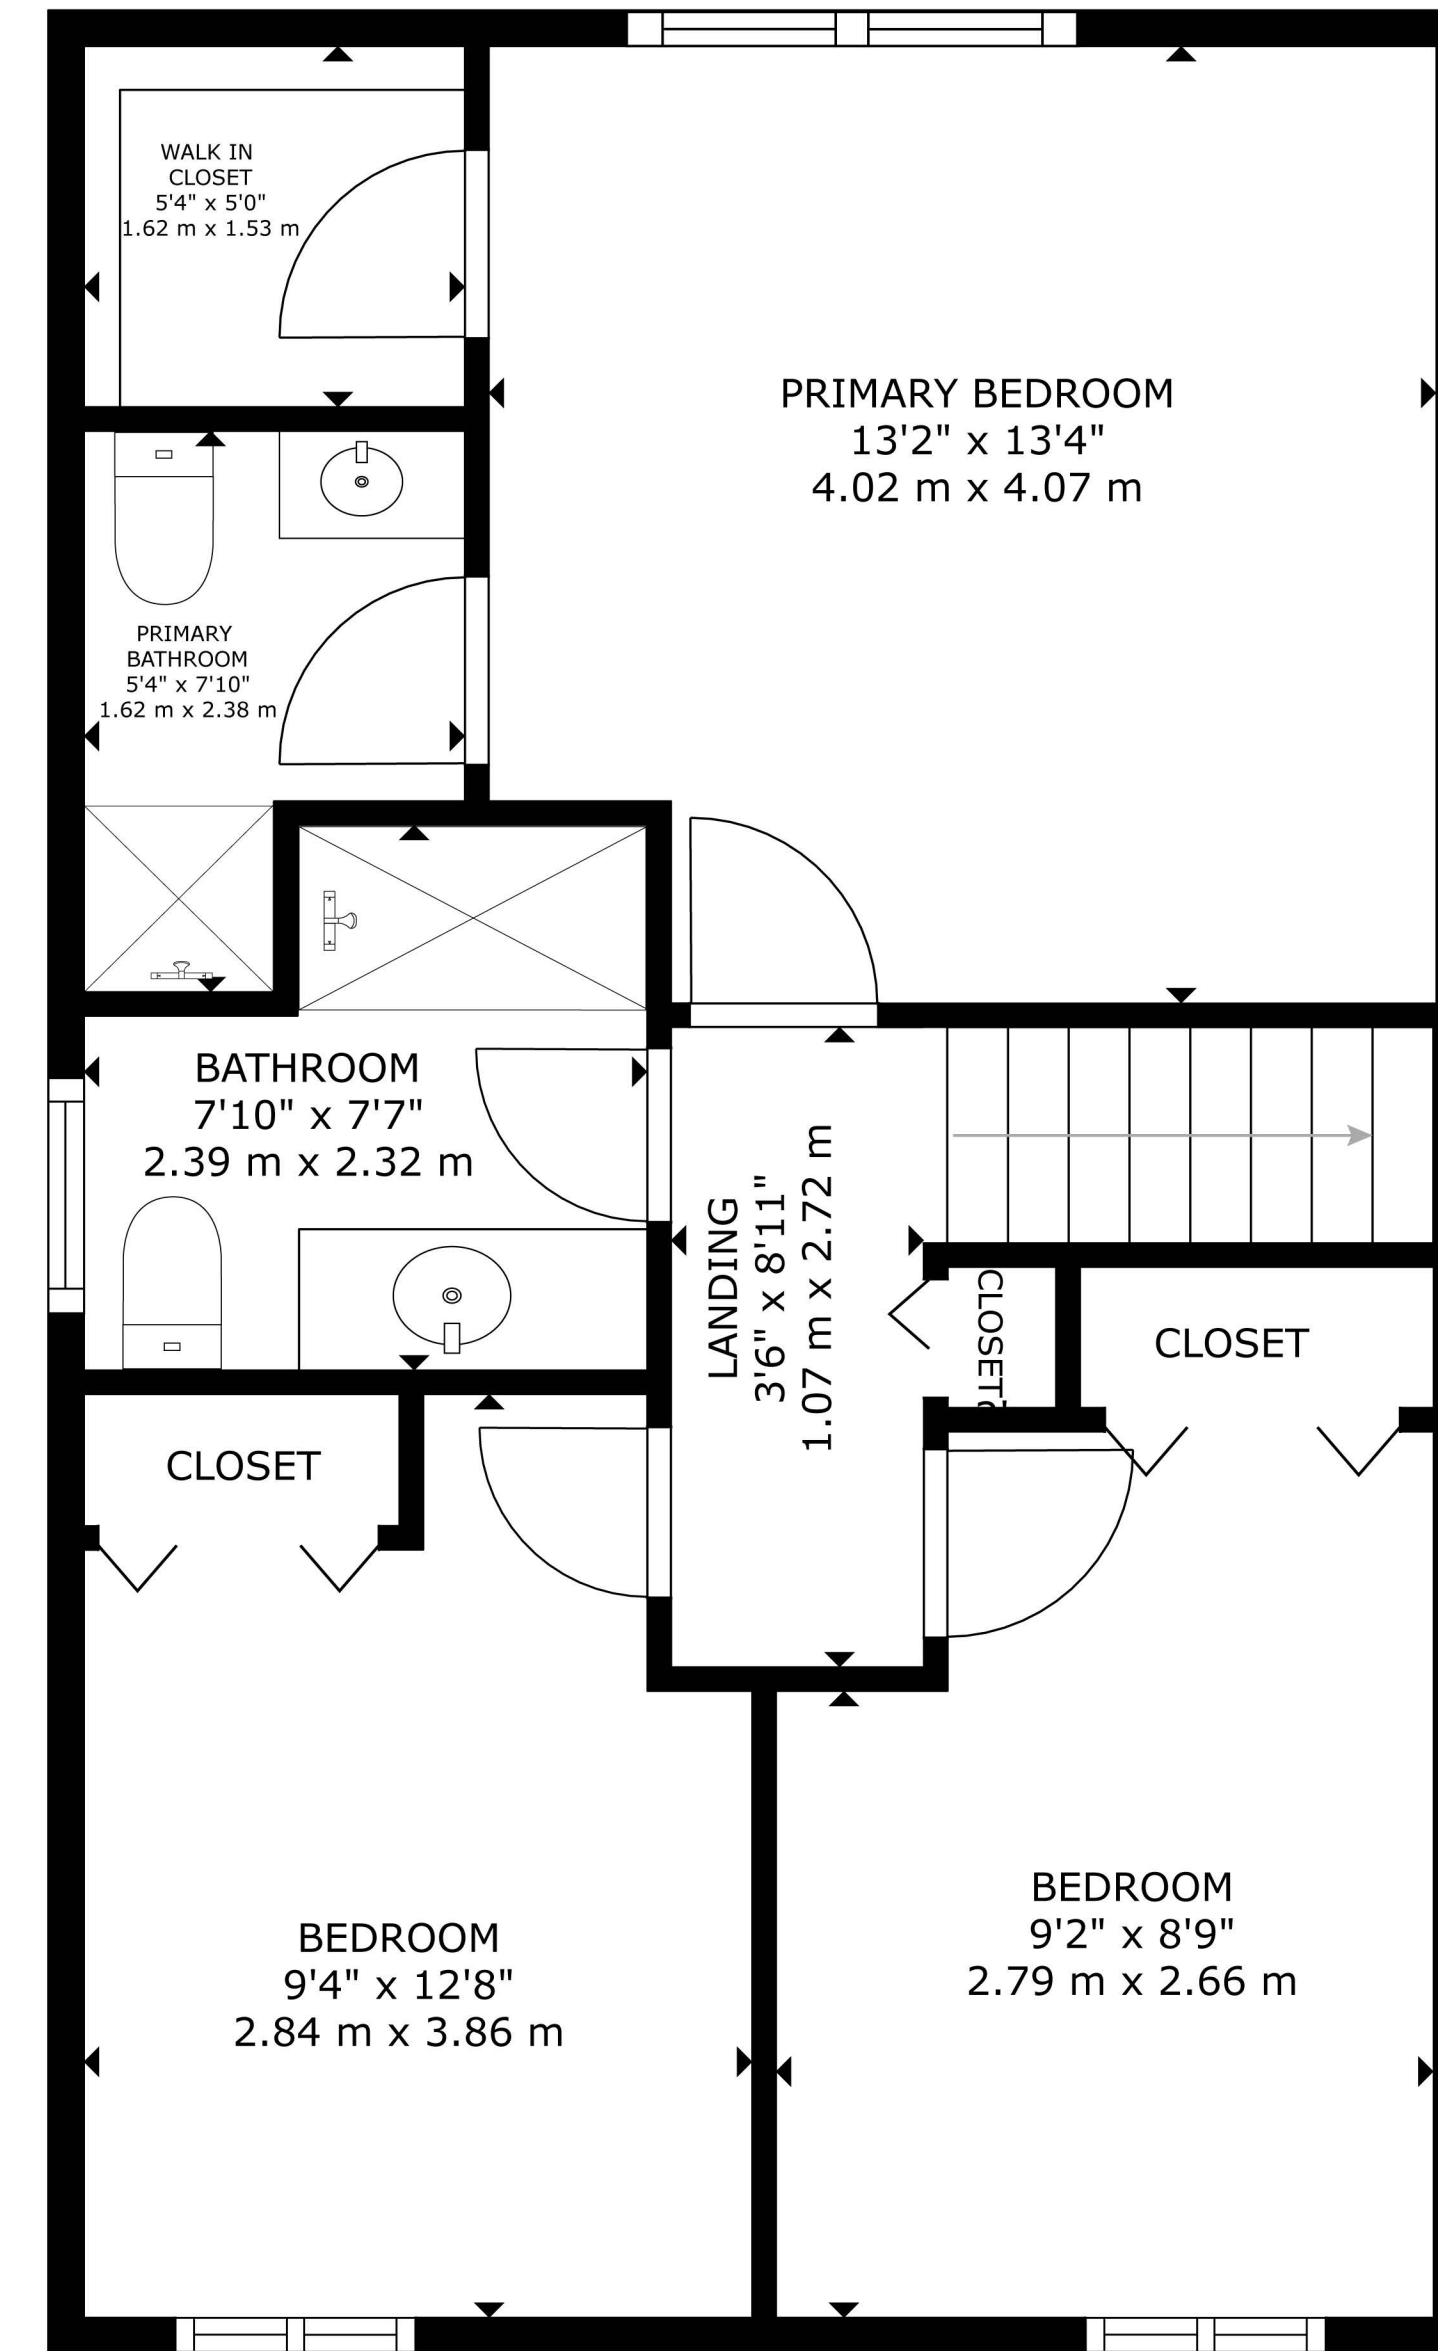 WALK IN
CLOSET
5'4" x 5'0"
1.62 m x 1.53 m
PRIMARY BEDROOM
13'2" x 13'4"
4.02 m x 4.07 m
PRIMARY
BATHROOM
5'4" x 7'10"
1.62 m x 2.38 m
BATHROOM
7'10" x 7'7"
2.39 m x 2.32 m
LANDING
3'6" x 8'11"
1.07 m x 2.72 m
CLOSET
CLOSET
CLOSET
BEDROOM
9'4" x 12'8"
2.84 m x 3.86 m
BEDROOM
9'2" x 8'9"
2.79 m x 2.66 m